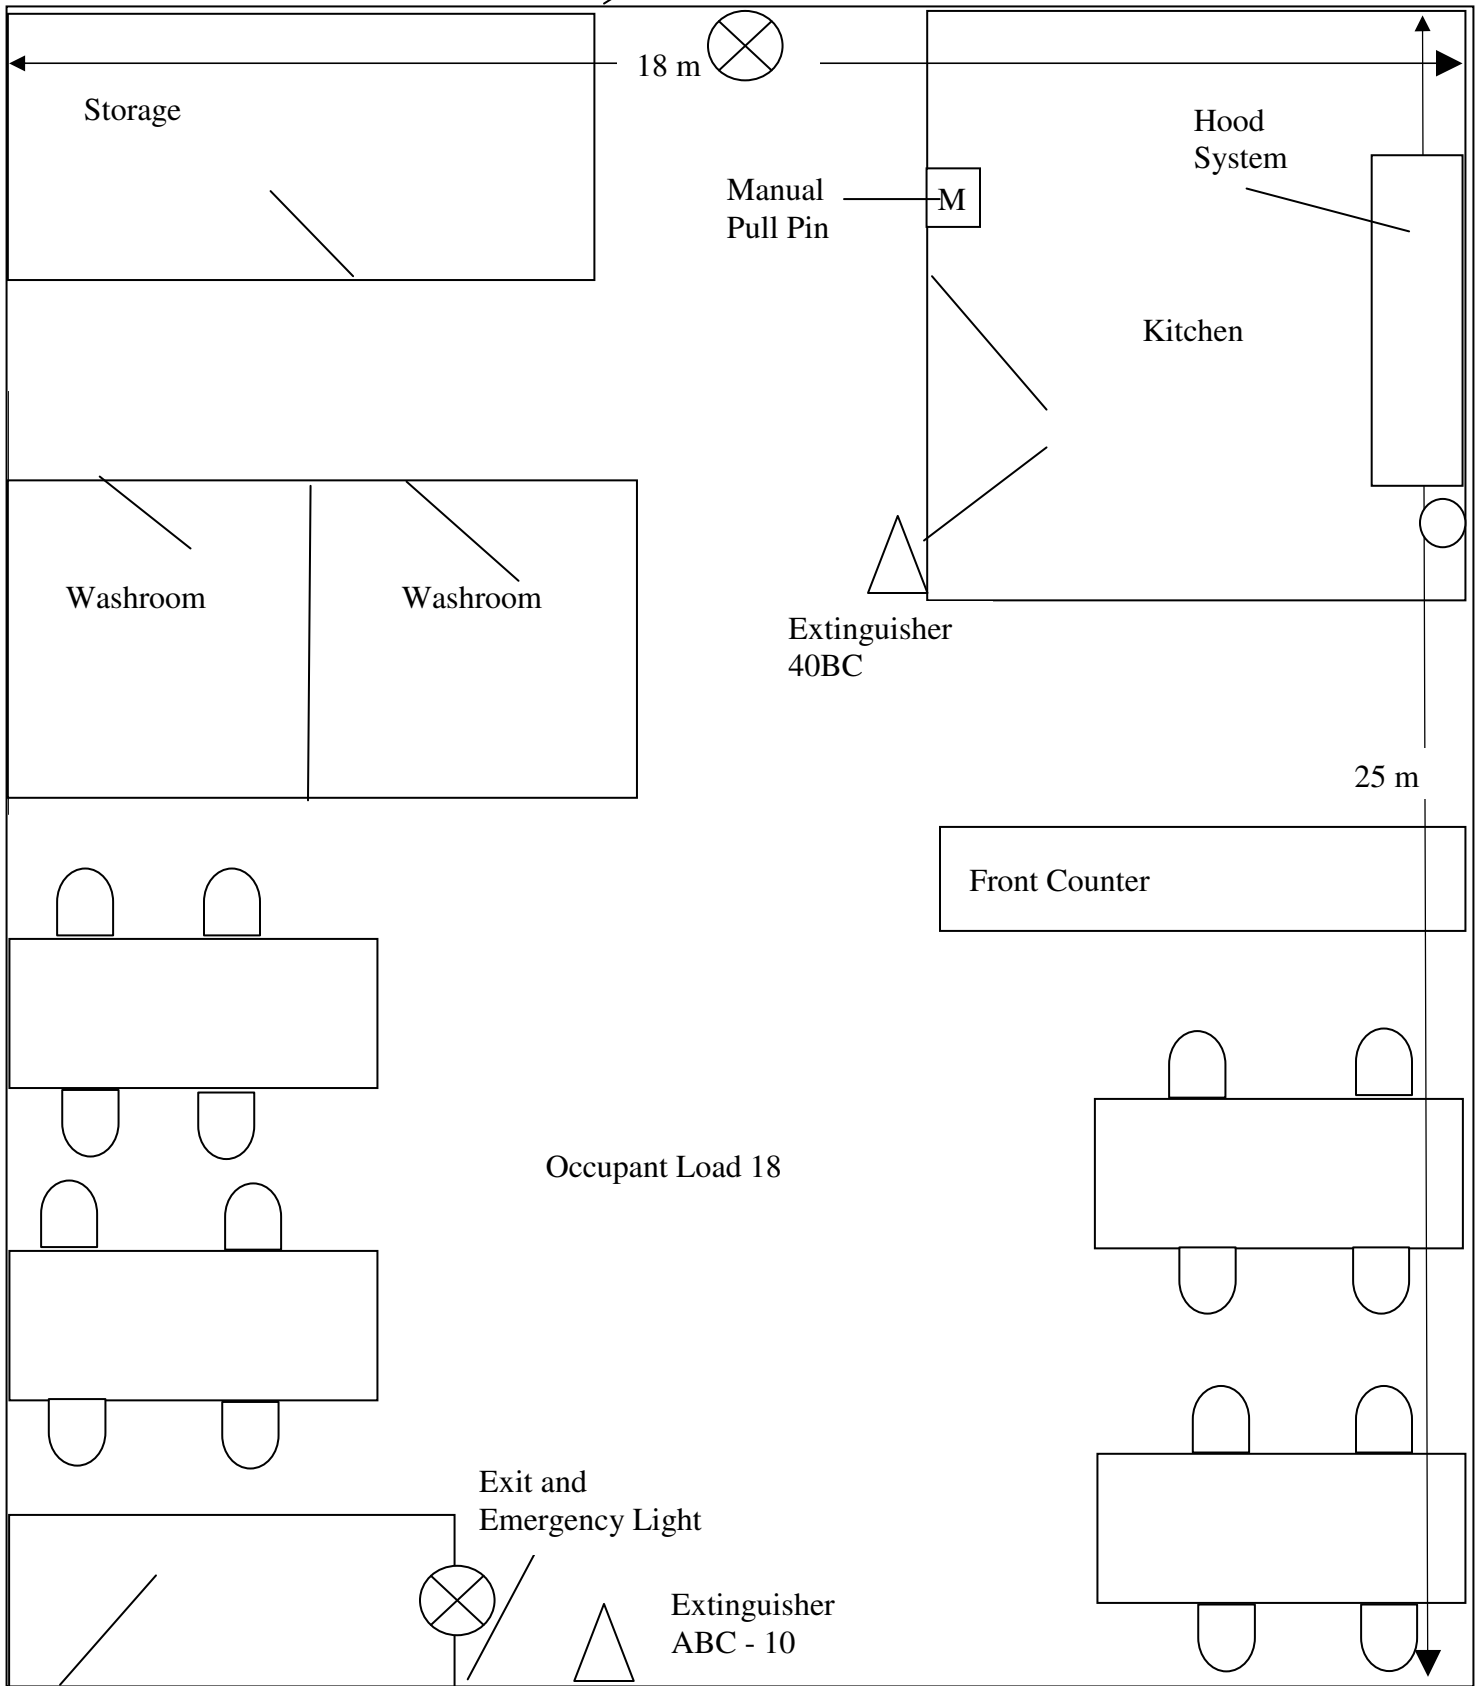 18 m
Storage
Hood
System
Manual
Pull Pin
M
Kitchen
Washroom
Washroom
Extinguisher
40BC
25 m
Front Counter
Occupant Load 18
Exit and
Emergency Light
Extinguisher
ABC - 10